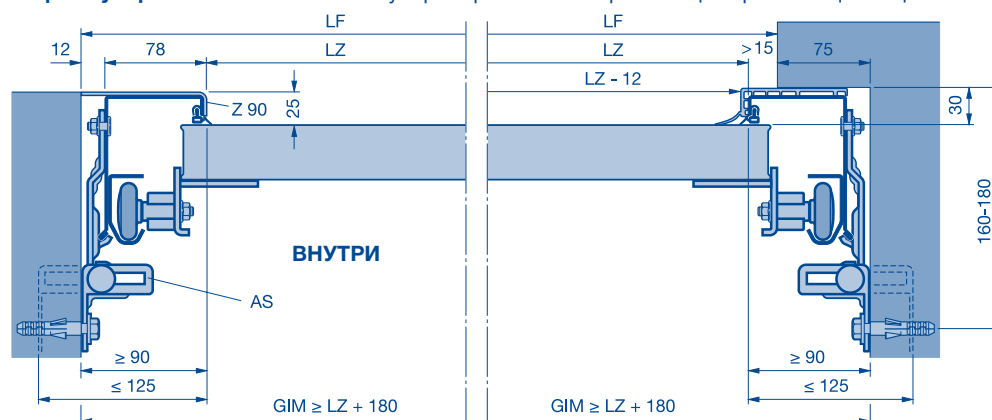 LF LF
12 78 LZ LZ >15 75
LZ - 12
Z 90 25 30
160-180
ВНУТРИ
AS
≥ 90 ≥ 90
≤ 125 ≤ 125
GIM ≥ LZ + 180 GIM ≥ LZ + 180